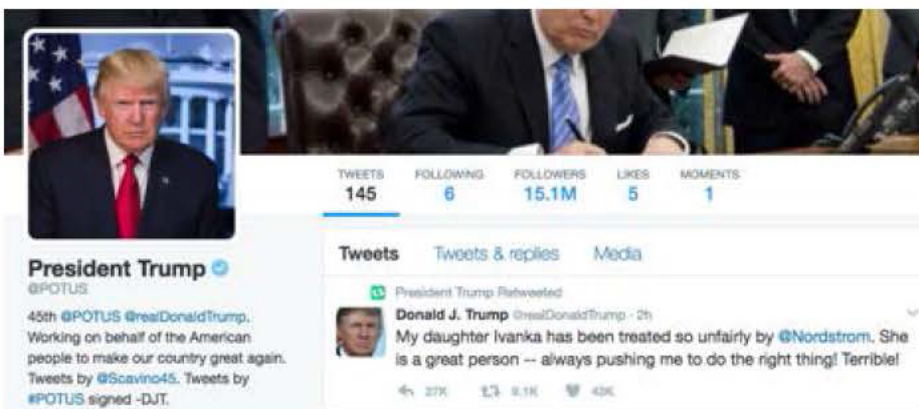 TWEETS FOLLOWING FOLLOWERS LIKES MOMENTS
145 6 15.1M 5 1
President Trump
@POTUS
45th @POTUS @realDonaldTrump.
Working on behalf of the American
people to make our country great again.
Tweets by @Scavino45. Tweets by
#POTUS signed -DJT.
Tweets Tweets & replies Media
President Trump Retweeted
Donald J. Trump @realDonaldTrump · 2h
My daughter Ivanka has been treated so unfairly by @Nordstrom. She
is a great person -- always pushing me to do the right thing! Terrible!
27K 9.1K 43K